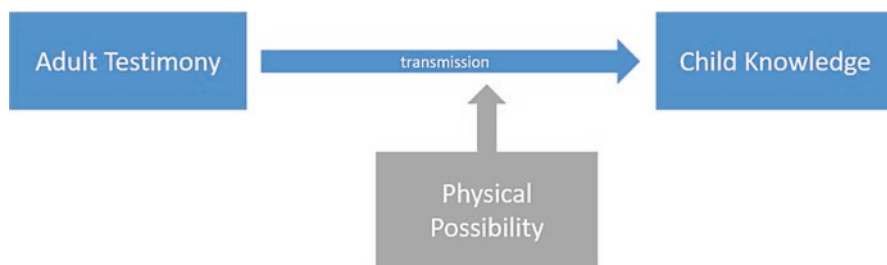 Adult Testimony
transmission
Child Knowledge
Physical
Possibility